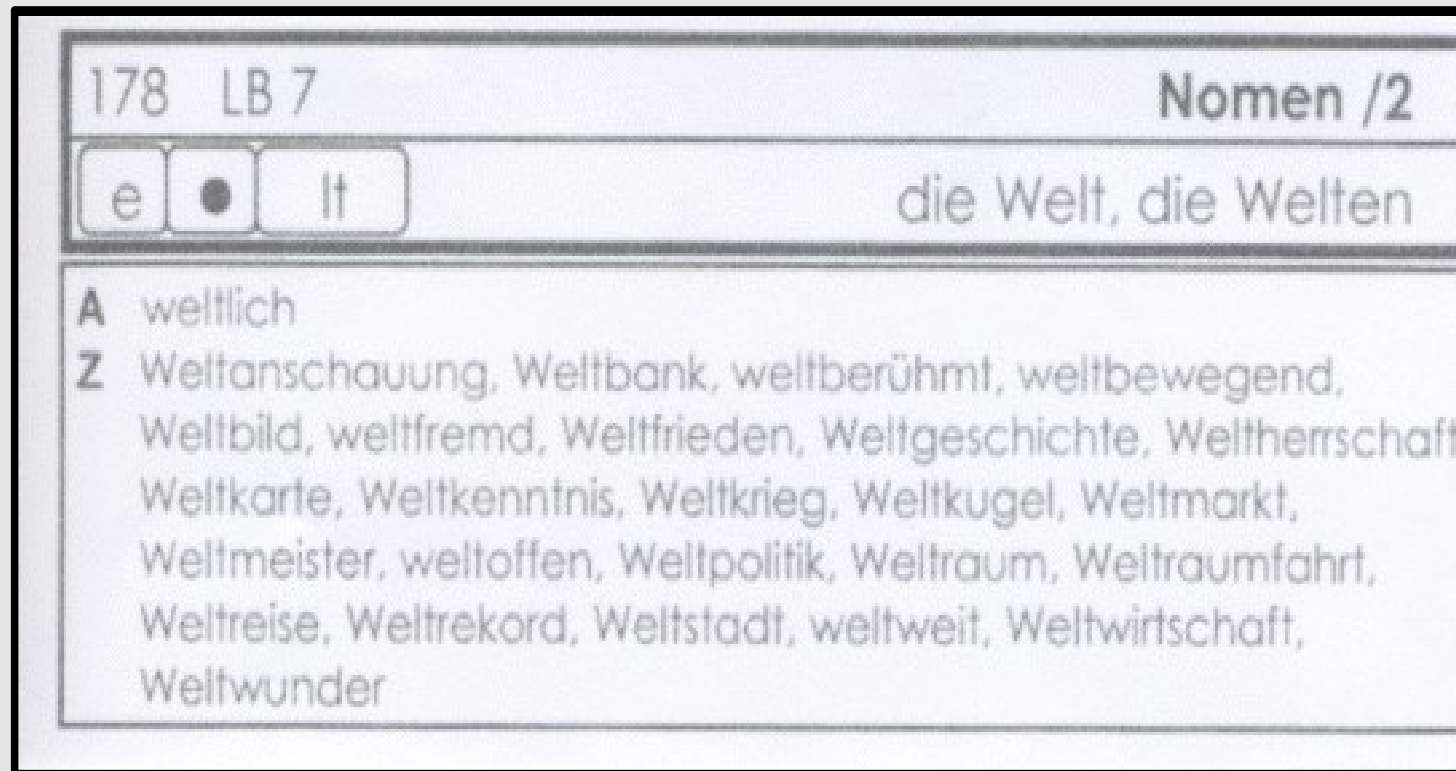 178 LB 7 Nomen /2
e ● lt die Welt, die Welten
A weltlich
Z Weltanschauung, Weltbank, weltberühmt, weltbewegend,
Weltbild, weltfremd, Weltfrieden, Weltgeschichte, Weltherrschaft
Weltkarte, Weltkenntnis, Weltkrieg, Weltkugel, Weltmarkt,
Weltmeister, weltoffen, Weltpolitik, Weltraum, Weltraumfahrt,
Weltreise, Weltrekord, Weltstadt, weltweit, Weltwirtschaft,
Weltwunder